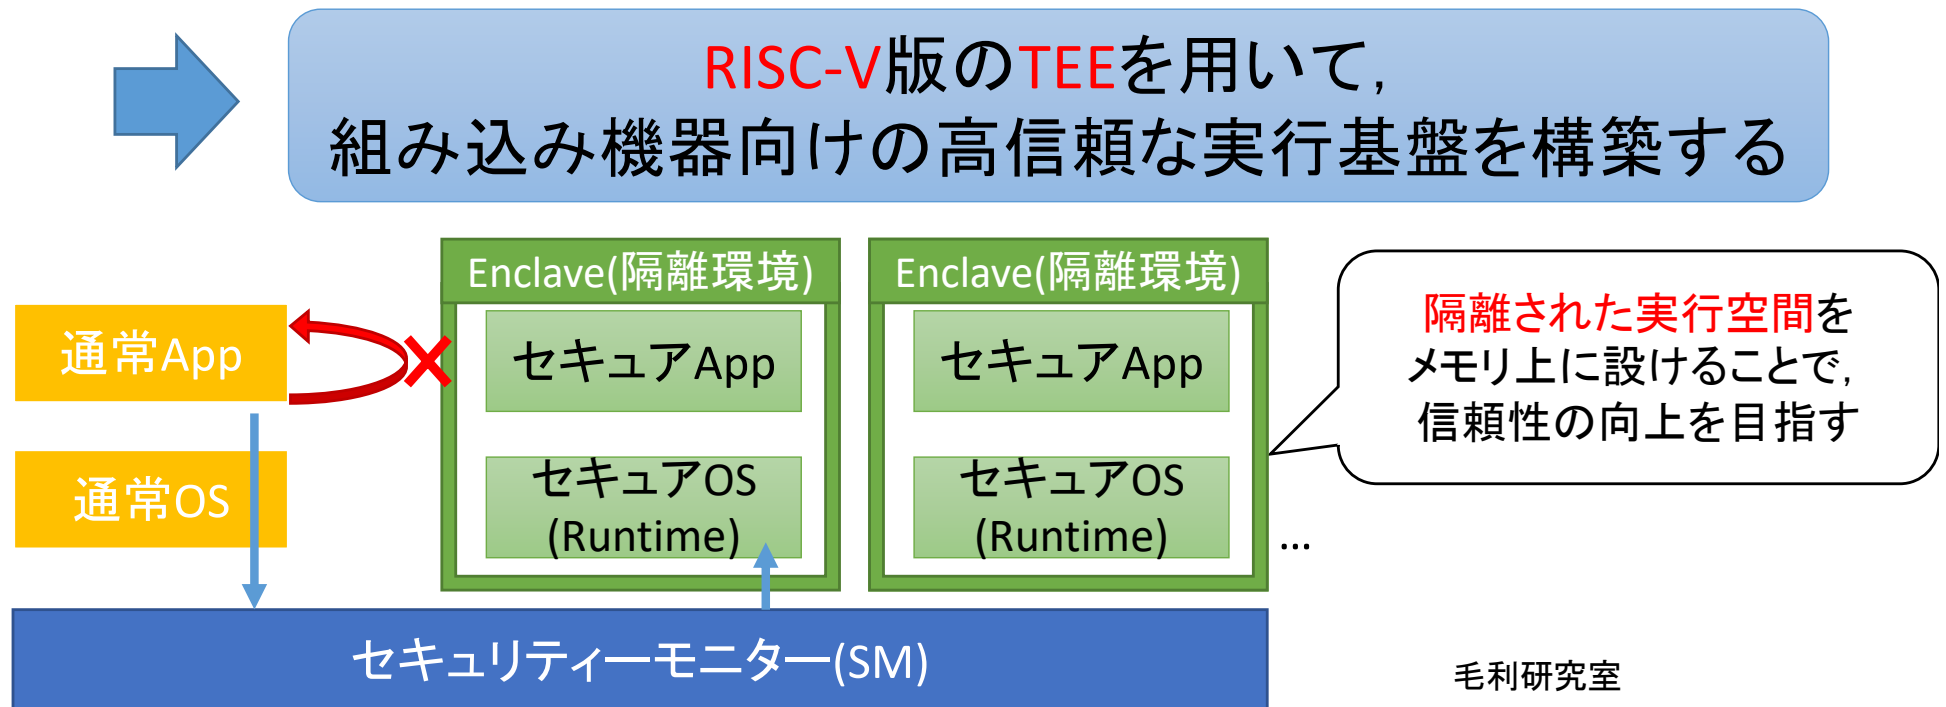 RISC-V版のTEEを用いて,
組み込み機器向けの高信頼な実行基盤を構築する
Enclave(隔離環境)
Enclave(隔離環境)
通常App
セキュアApp
セキュアApp
隔離された実行空間を
メモリ上に設けることで,
信頼性の向上を目指す
通常OS
セキュアOS
(Runtime)
セキュアOS
(Runtime)
...
セキュリティーモニター(SM)
毛利研究室